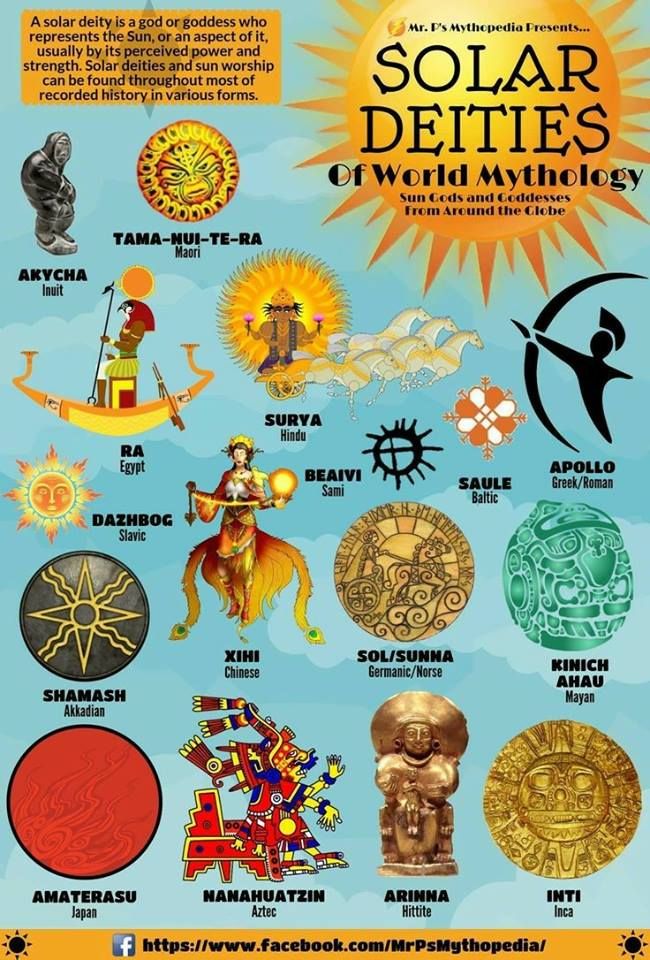 A solar deity is a god or goddess who
represents the Sun, or an aspect of it,
usually by its perceived power and
strength. Solar deities and sun worship
can be found throughout most of
recorded history in various forms.
Mr. P's Mythopedia Presents...
SOLAR
DEITIES
Of World Mythology
Sun Gods and Goddesses
From Around the Globe
AKYCHA
Inuit
TAMA-NUI-TE-RA
Maori
RA
Egypt
SURYA
Hindu
BEAIVI
Sami
SAULE
Baltic
APOLLO
Greek/Roman
DAZHBOG
Slavic
SHAMASH
Akkadian
XIHI
Chinese
SOL/SUNNA
Germanic/Norse
KINICH
AHAU
Mayan
AMATERASU
Japan
NANAHUATZIN
Aztec
ARINNA
Hittite
INTI
Inca
f https://www.facebook.com/MrPsMythopedia/